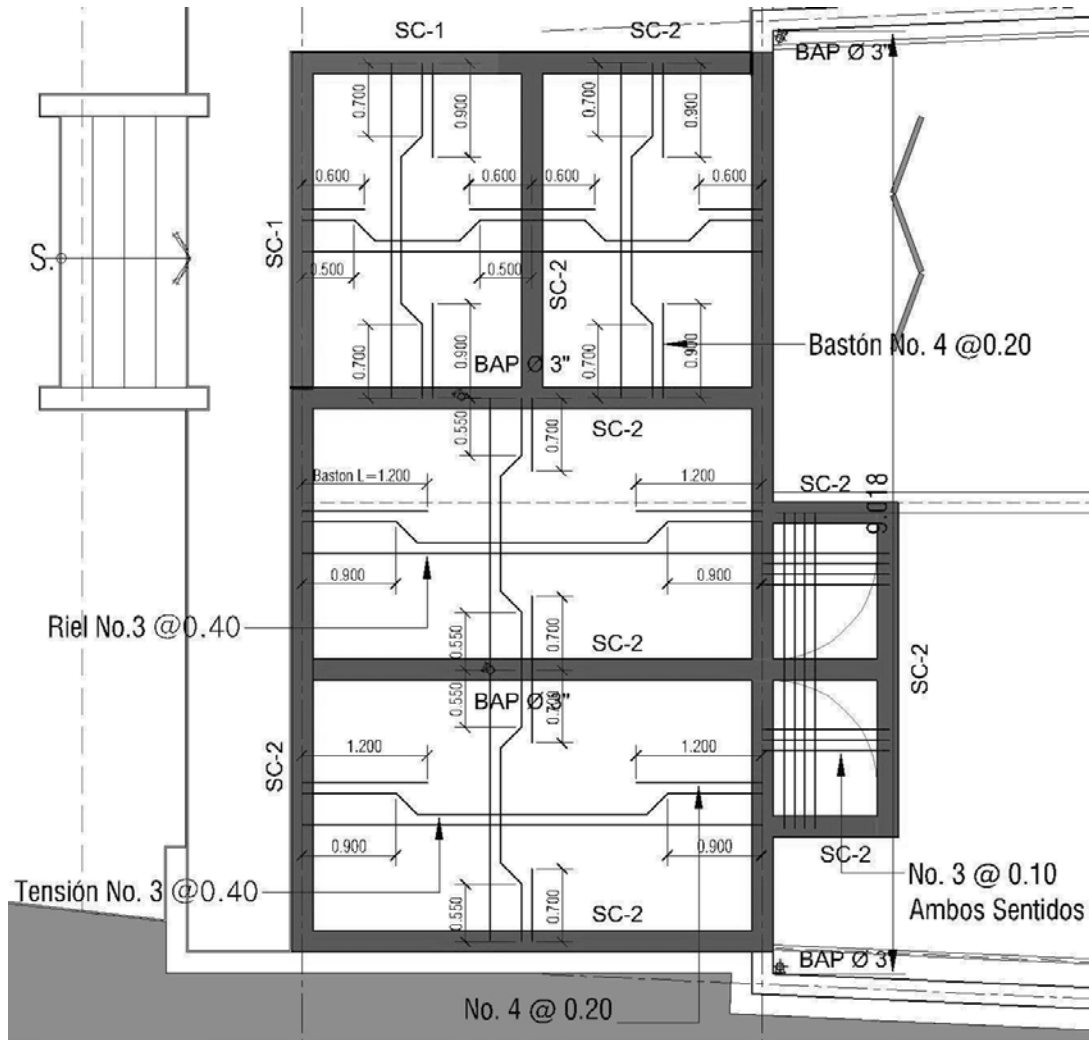 SC-1
SC-2
BAP Ø 3"
0.700
0.900
0.700
0.900
0.600
0.600
0.600
0.600
SC-1
S.
SC-2
0.500
0.500
0.700
0.900
0.700
0.900
BAP Ø 3"
Bastón No. 4 @0.20
0.550
0.700
SC-2
Baston L=1.200
1.200
SC-2
9.018
0.900
0.900
Riel No.3 @0.40
0.550
0.700
SC-2
SC-2
0.550
0.700
BAP Ø 3"
1.200
1.200
SC-2
0.900
0.900
SC-2
Tensión No. 3 @0.40
0.550
0.700
SC-2
No. 3 @ 0.10
Ambos Sentidos
BAP Ø 3"
No. 4 @ 0.20